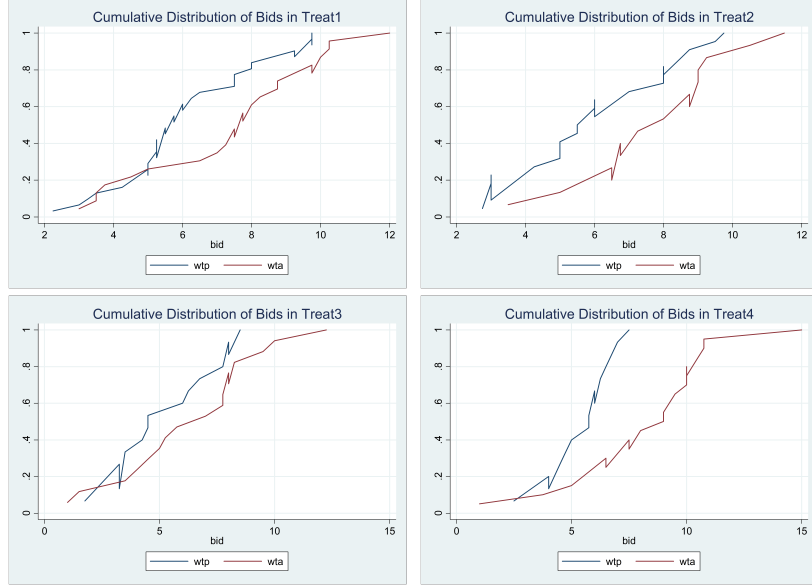 Cumulative Distribution of Bids in Treat1
1
.8
.6
.4
.2
0
2 4 6 8 10 12
bid
wtp wta
Cumulative Distribution of Bids in Treat2
1
.8
.6
.4
.2
0
2 4 6 8 10 12
bid
wtp wta
Cumulative Distribution of Bids in Treat3
1
.8
.6
.4
.2
0
0 5 10 15
bid
wtp wta
Cumulative Distribution of Bids in Treat4
1
.8
.6
.4
.2
0
0 5 10 15
bid
wtp wta